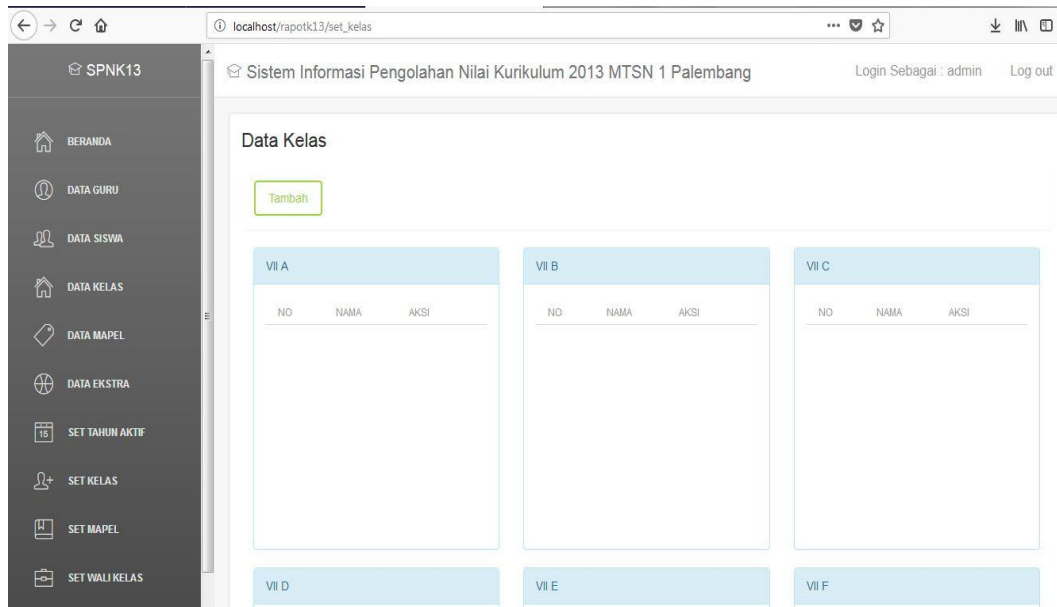 localhost/rapotk13/set_kelas
SPNK13
Sistem Informasi Pengolahan Nilai Kurikulum 2013 MTSN 1 Palembang
Login Sebagai : admin
Log out
BERANDA
DATA GURU
DATA SISWA
DATA KELAS
DATA MAPEL
DATA EKSTRA
15
SET TAHUN AKTIF
SET KELAS
SET MAPEL
SET WALI KELAS
Data Kelas
Tambah
VII A
NO NAMA AKSI
VII B
NO NAMA AKSI
VII C
NO NAMA AKSI
VII D
VII E
VII F